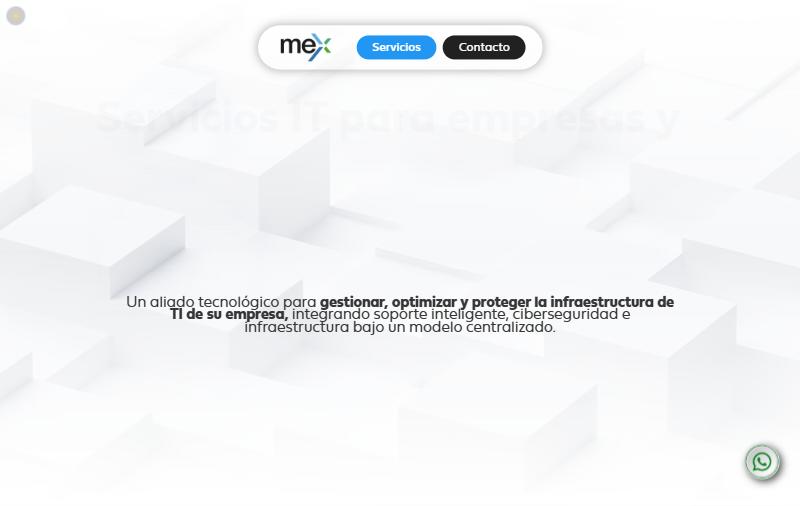 mex
Servicios
Contacto
Servicios IT para empresas y
Un aliado tecnológico para gestionar, optimizar y proteger la infraestructura de
TI de su empresa, integrando soporte inteligente, ciberseguridad e
infraestructura bajo un modelo centralizado.